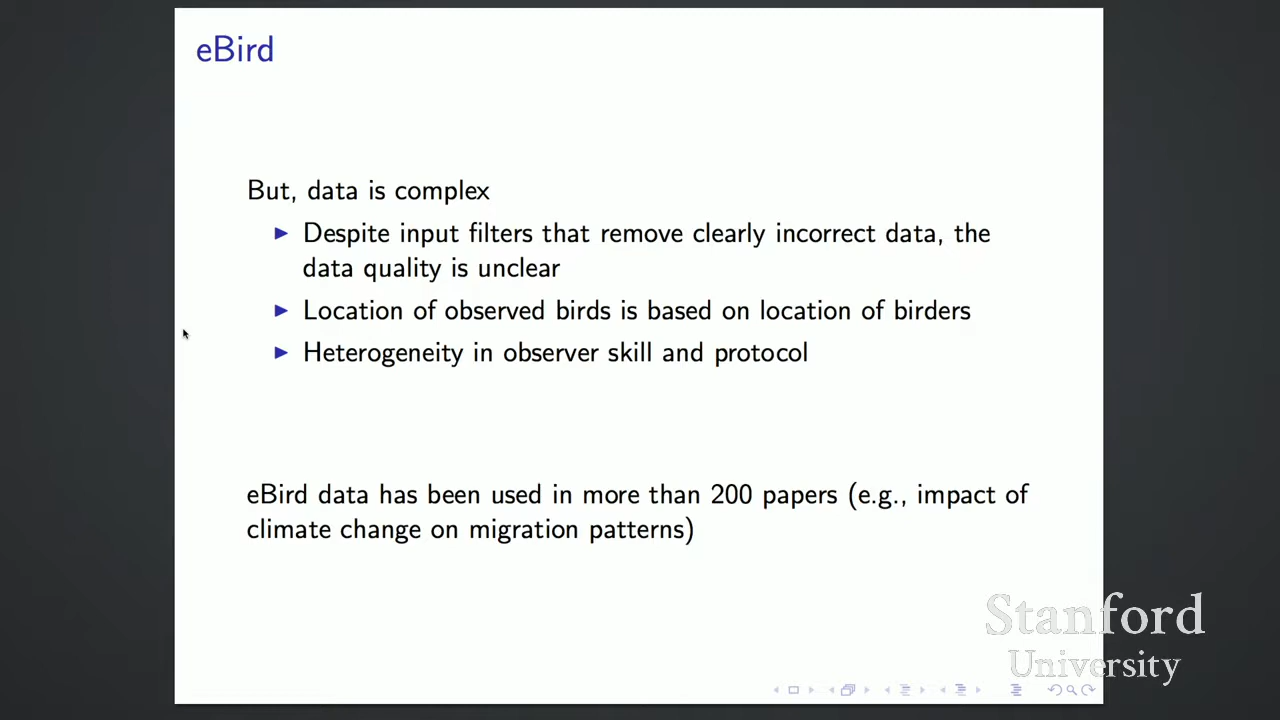 eBird
But, data is complex
Despite input filters that remove clearly incorrect data, the
data quality is unclear
Location of observed birds is based on location of birders
Heterogeneity in observer skill and protocol
eBird data has been used in more than 200 papers (e.g., impact of
climate change on migration patterns)
Stanford
University